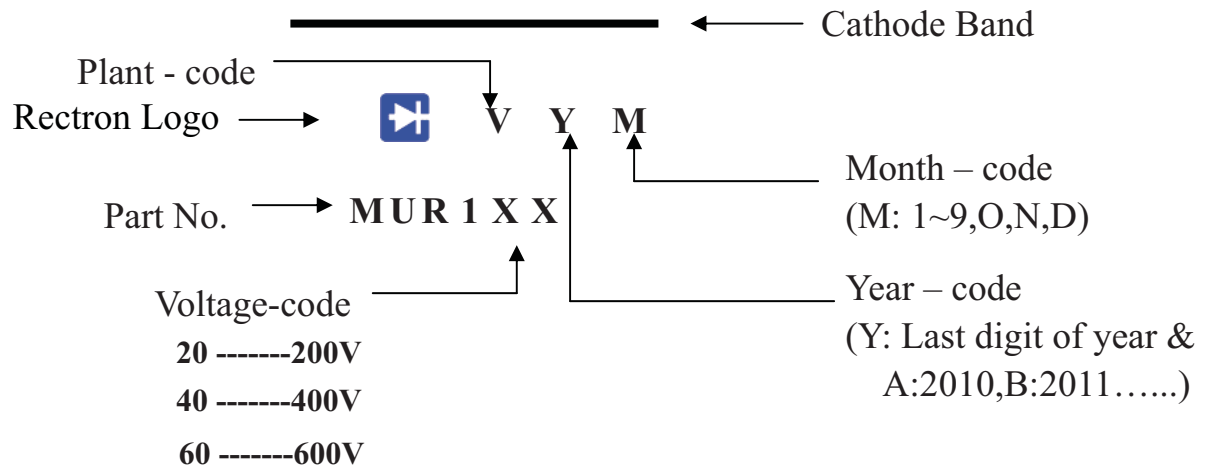 Cathode Band
Plant - code
Rectron Logo
V Y M
Month – code
(M: 1~9,O,N,D)
Part No.
MUR 1 X X
Voltage-code
20 -------200V
40 -------400V
60 -------600V
Year – code
(Y: Last digit of year &
A:2010,B:2011…...)